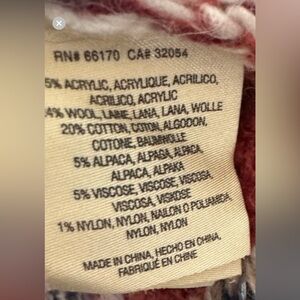 RN# 66170 CA# 32054
5% ACRYLIC, ACRYLIQUE, ACRILICO,
ACRILICO, ACRYLIC
4% WOOL, LAINE, LANA, LANA, WOLLE
20% COTTON, COTON, ALGODON,
COTONE, BAUMWOLLE
5% ALPACA, ALPAGA, ALPACA,
ALPACA, ALPAKA
5% VISCOSE, VISCOSE, VISCOSA,
VISCOSA, VISKOSE
1% NYLON, NYLON, NAILON O POLIAMIDA,
NYLON, NYLON
MADE IN CHINA, HECHO EN CHINA,
FABRIQUÉ EN CHINE